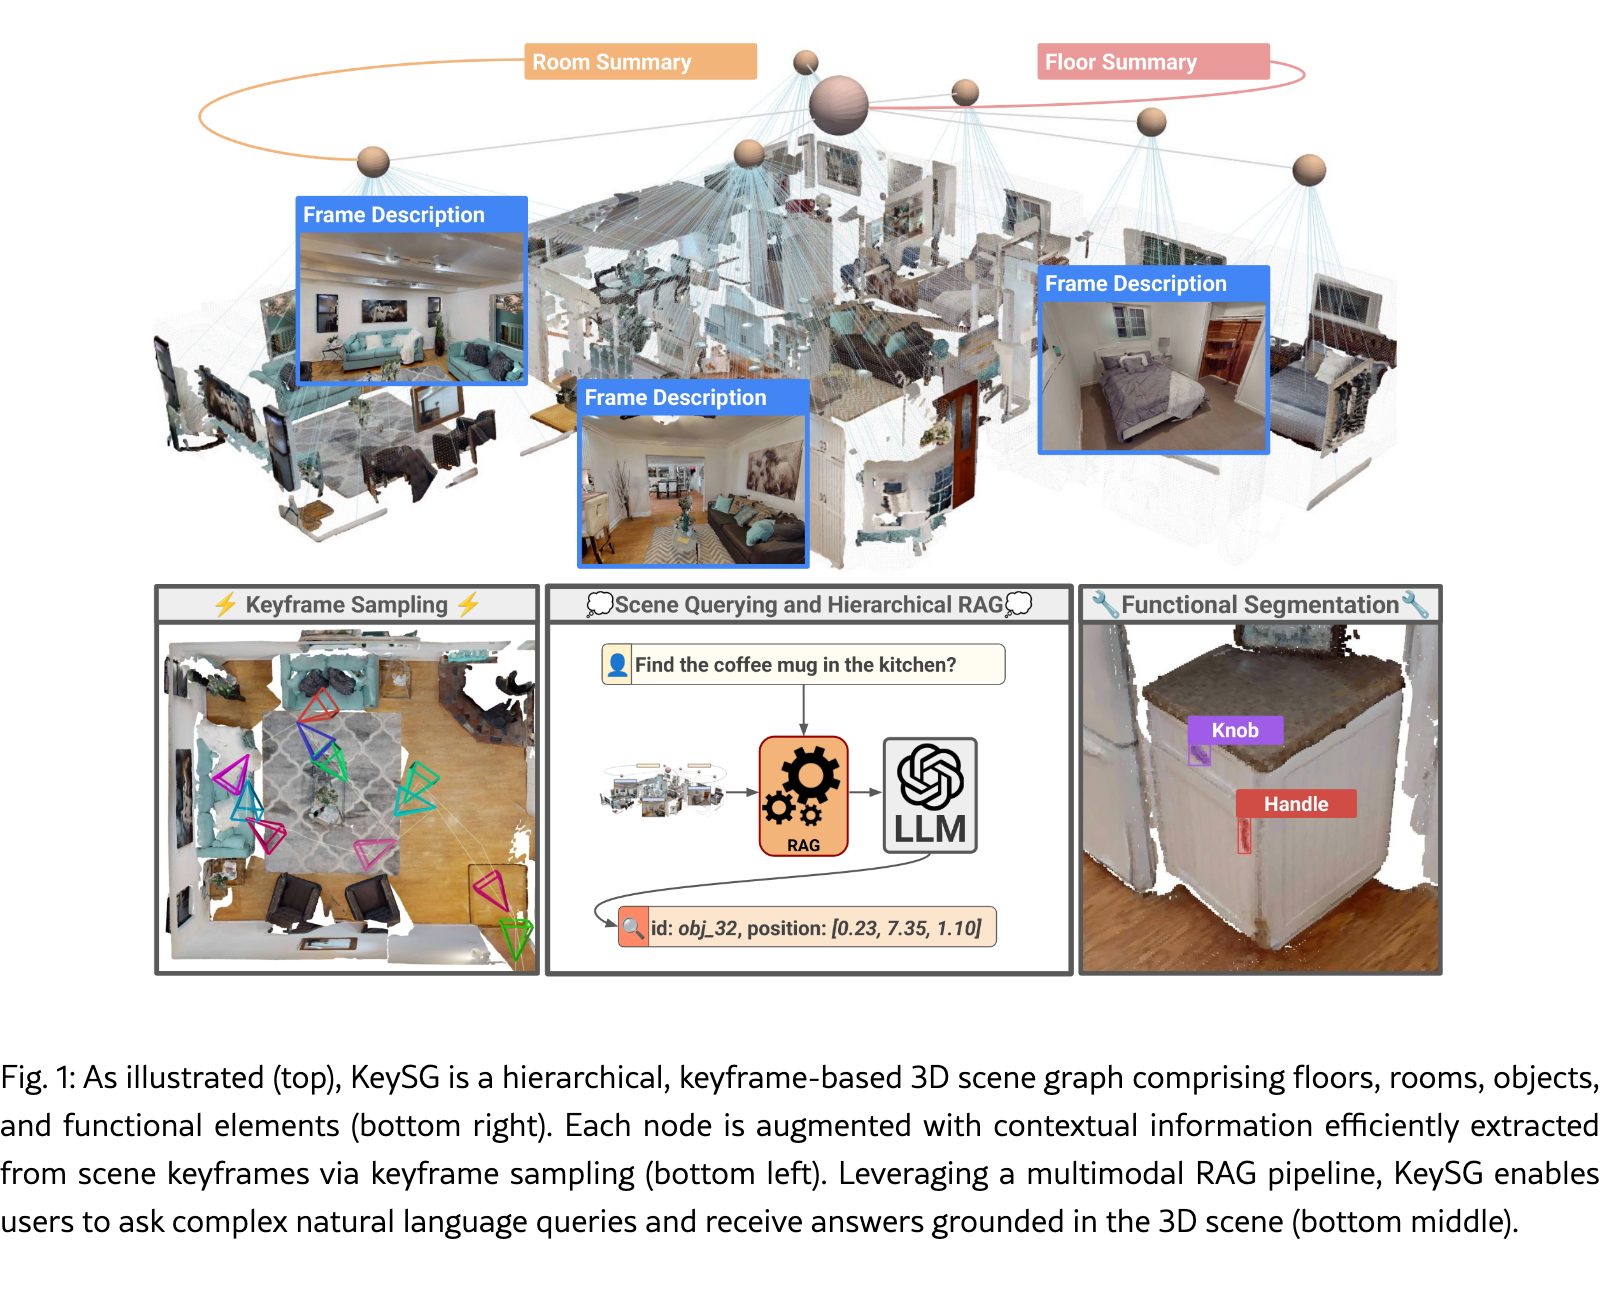 Room Summary
Floor Summary
Frame Description
Frame Description
Frame Description
Keyframe Sampling
Scene Querying and Hierarchical RAG
Functional Segmentation
Find the coffee mug in the kitchen?
RAG
LLM
id: obj_32, position: [0.23, 7.35, 1.10]
Knob
Handle
Fig. 1: As illustrated (top), KeySG is a hierarchical, keyframe-based 3D scene graph comprising floors, rooms, objects,
and functional elements (bottom right). Each node is augmented with contextual information efficiently extracted
from scene keyframes via keyframe sampling (bottom left). Leveraging a multimodal RAG pipeline, KeySG enables
users to ask complex natural language queries and receive answers grounded in the 3D scene (bottom middle).